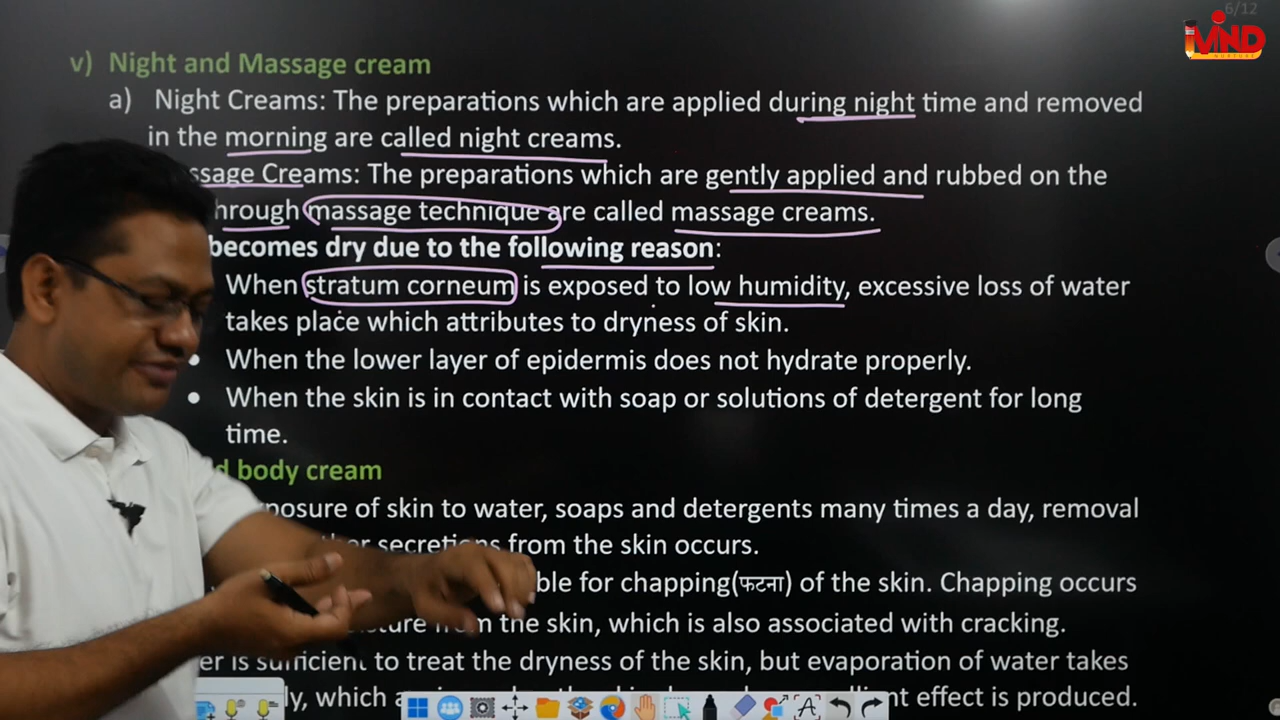 6/12
MIND
NURTURE
v) Night and Massage cream
a) Night Creams: The preparations which are applied during night time and removed
in the morning are called night creams.
ssage Creams: The preparations which are gently applied and rubbed on the
hrough massage technique are called massage creams.
becomes dry due to the following reason:
When stratum corneum is exposed to low humidity, excessive loss of water
takes place which attributes to dryness of skin.
• When the lower layer of epidermis does not hydrate properly.
• When the skin is in contact with soap or solutions of detergent for long
time.
d body cream
posure of skin to water, soaps and detergents many times a day, removal
her secretions from the skin occurs.
ble for chapping(फटना) of the skin. Chapping occurs
sture from the skin, which is also associated with cracking.
er is sufficient to treat the dryness of the skin, but evaporation of water takes
ly, which effect is produced.